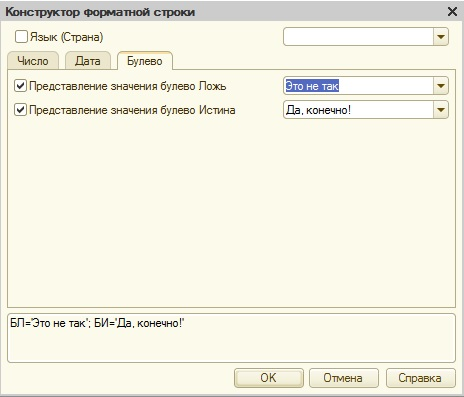 Конструктор форматной строки
Язык (Страна)
Число Дата Булево
Представление значения булево Ложь Это не так
Представление значения булево Истина Да, конечно!
БЛ='Это не так'; БИ='Да, конечно!'
OK Отмена Справка